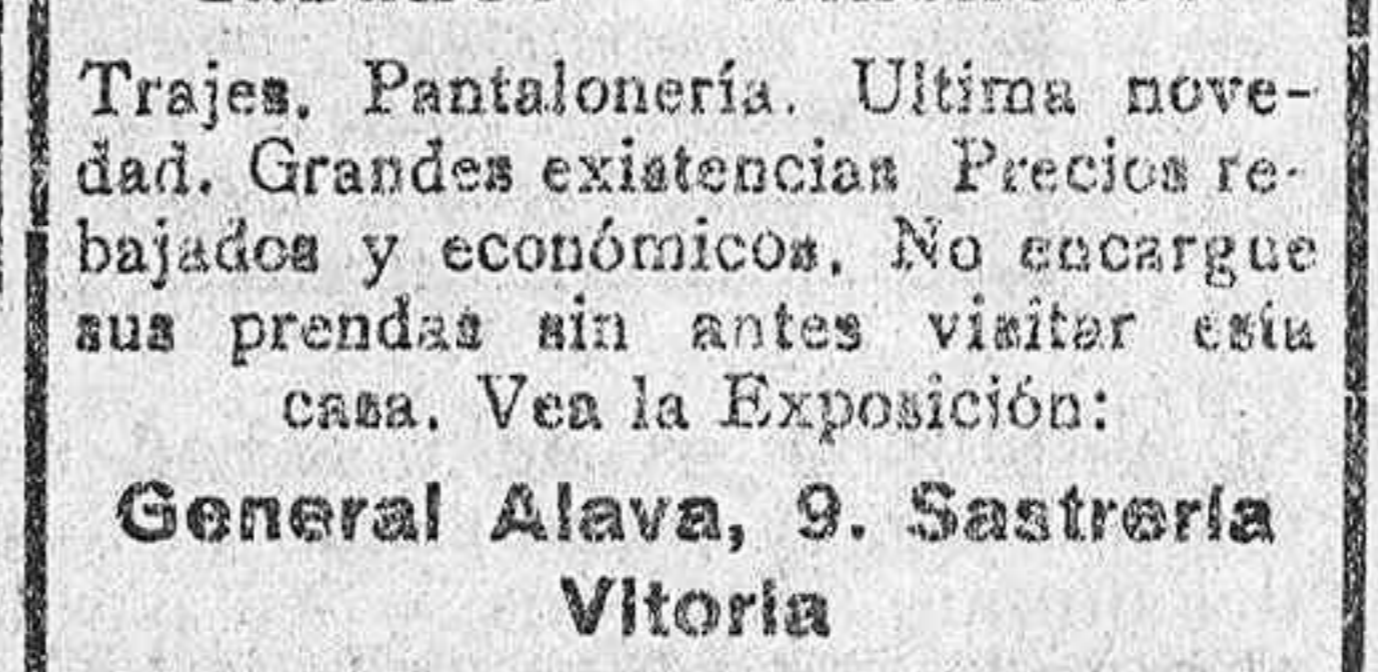 Trajes. Pantalonería. Ultima nove-
dad. Grandes existencias Precios re-
bajados y económicos. No encargue
sus prendas sin antes visitar esta
casa. Vea la Exposición:
General Alava, 9. Sastrería
Vitoria